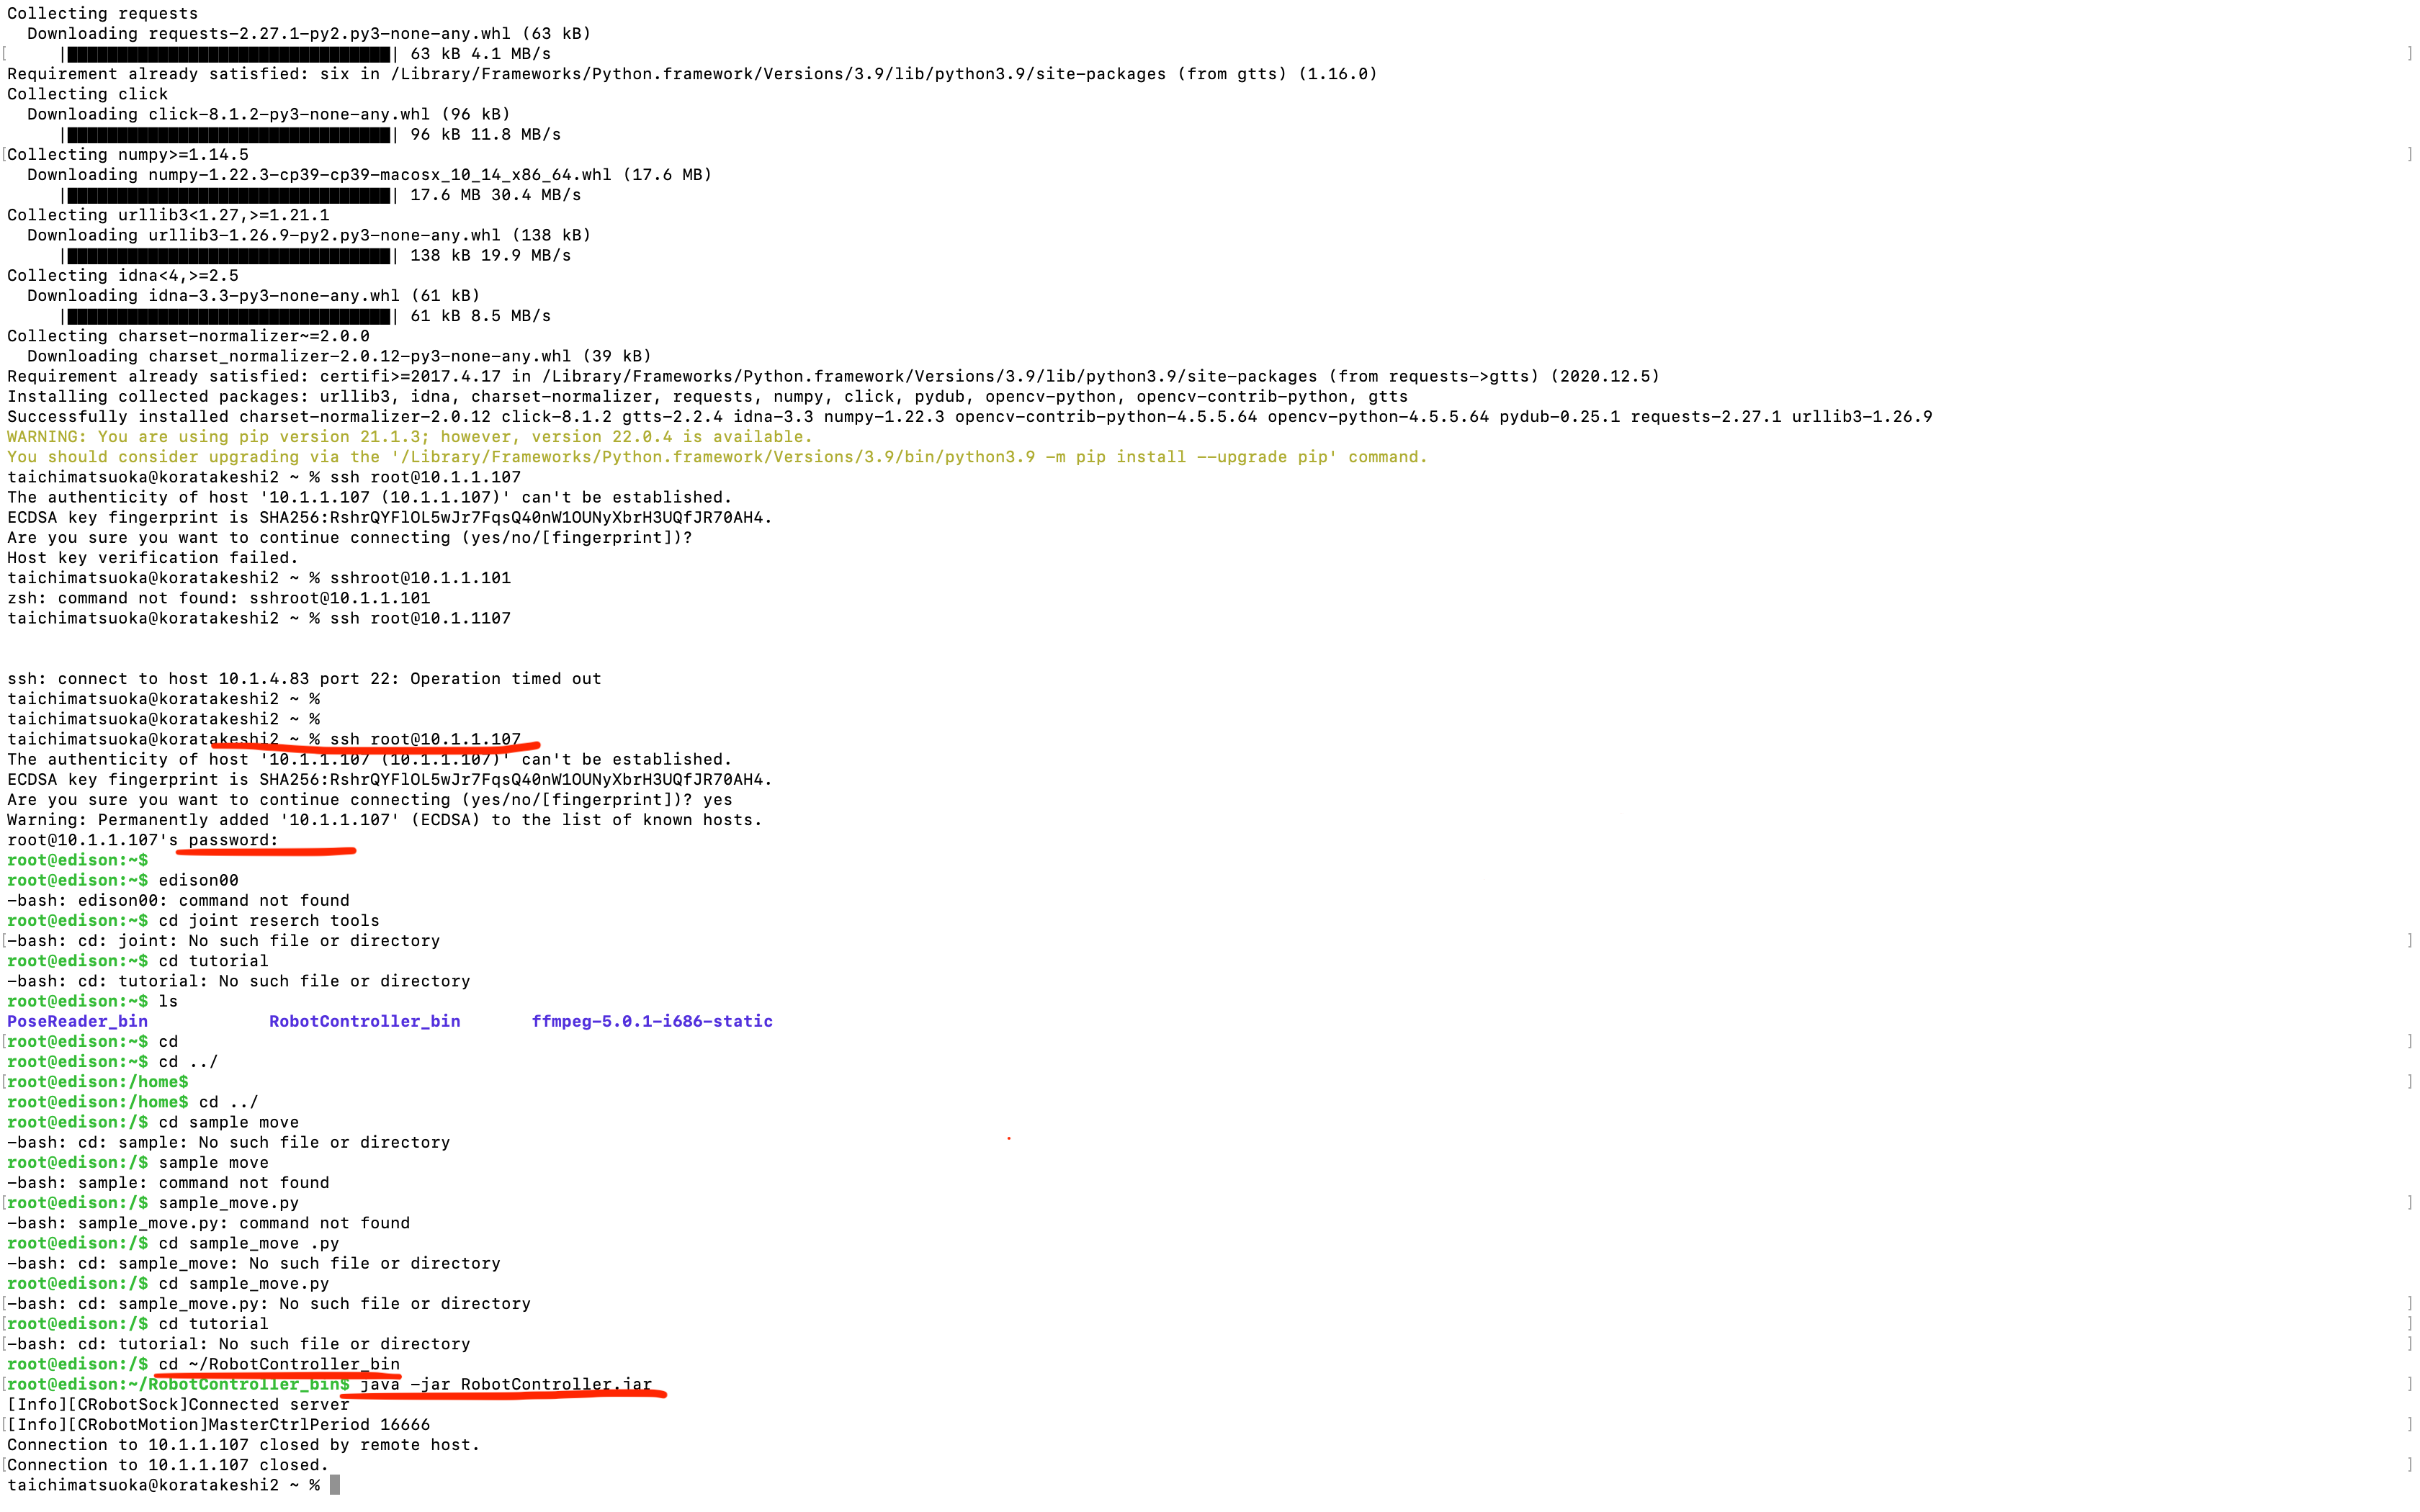 Collecting requests
  Downloading requests-2.27.1-py2.py3-none-any.whl (63 kB)
[     |████████████████████████████████| 63 kB 4.1 MB/s ]
Requirement already satisfied: six in /Library/Frameworks/Python.framework/Versions/3.9/lib/python3.9/site-packages (from gtts) (1.16.0)
Collecting click
  Downloading click-8.1.2-py3-none-any.whl (96 kB)
     |████████████████████████████████| 96 kB 11.8 MB/s
[Collecting numpy>=1.14.5 ]
  Downloading numpy-1.22.3-cp39-cp39-macosx_10_14_x86_64.whl (17.6 MB)
     |████████████████████████████████| 17.6 MB 30.4 MB/s
Collecting urllib3<1.27,>=1.21.1
  Downloading urllib3-1.26.9-py2.py3-none-any.whl (138 kB)
     |████████████████████████████████| 138 kB 19.9 MB/s
Collecting idna<4,>=2.5
  Downloading idna-3.3-py3-none-any.whl (61 kB)
     |████████████████████████████████| 61 kB 8.5 MB/s
Collecting charset-normalizer~=2.0.0
  Downloading charset_normalizer-2.0.12-py3-none-any.whl (39 kB)
Requirement already satisfied: certifi>=2017.4.17 in /Library/Frameworks/Python.framework/Versions/3.9/lib/python3.9/site-packages (from requests->gtts) (2020.12.5)
Installing collected packages: urllib3, idna, charset-normalizer, requests, numpy, click, pydub, opencv-python, opencv-contrib-python, gtts
Successfully installed charset-normalizer-2.0.12 click-8.1.2 gtts-2.2.4 idna-3.3 numpy-1.22.3 opencv-contrib-python-4.5.5.64 opencv-python-4.5.5.64 pydub-0.25.1 requests-2.27.1 urllib3-1.26.9
WARNING: You are using pip version 21.1.3; however, version 22.0.4 is available.
You should consider upgrading via the '/Library/Frameworks/Python.framework/Versions/3.9/bin/python3.9 -m pip install --upgrade pip' command.
taichimatsuoka@koratakeshi2 ~ % ssh root@10.1.1.107
The authenticity of host '10.1.1.107 (10.1.1.107)' can't be established.
ECDSA key fingerprint is SHA256:RshrQYFlOL5wJr7FqsQ40nW1OUNyXbrH3UQfJR70AH4.
Are you sure you want to continue connecting (yes/no/[fingerprint])?
Host key verification failed.
taichimatsuoka@koratakeshi2 ~ % sshroot@10.1.1.101
zsh: command not found: sshroot@10.1.1.101
taichimatsuoka@koratakeshi2 ~ % ssh root@10.1.1107
ssh: connect to host 10.1.4.83 port 22: Operation timed out
taichimatsuoka@koratakeshi2 ~ %
taichimatsuoka@koratakeshi2 ~ %
taichimatsuoka@koratakeshi2 ~ % ssh root@10.1.1.107
The authenticity of host '10.1.1.107 (10.1.1.107)' can't be established.
ECDSA key fingerprint is SHA256:RshrQYFlOL5wJr7FqsQ40nW1OUNyXbrH3UQfJR70AH4.
Are you sure you want to continue connecting (yes/no/[fingerprint])? yes
Warning: Permanently added '10.1.1.107' (ECDSA) to the list of known hosts.
root@10.1.1.107's password:
root@edison:~$
root@edison:~$ edison00
-bash: edison00: command not found
root@edison:~$ cd joint reserch tools
[-bash: cd: joint: No such file or directory ]
root@edison:~$ cd tutorial
-bash: cd: tutorial: No such file or directory
root@edison:~$ ls
PoseReader_bin            RobotController_bin       ffmpeg-5.0.1-i686-static
[root@edison:~$ cd ]
root@edison:~$ cd ../
[root@edison:/home$ ]
root@edison:/home$ cd ../
root@edison:/$ cd sample move
-bash: cd: sample: No such file or directory
root@edison:/$ sample move
-bash: sample: command not found
[root@edison:/$ sample_move.py ]
-bash: sample_move.py: command not found
root@edison:/$ cd sample_move .py
-bash: cd: sample_move: No such file or directory
root@edison:/$ cd sample_move.py
[-bash: cd: sample_move.py: No such file or directory ]
[root@edison:/$ cd tutorial ]
[-bash: cd: tutorial: No such file or directory ]
root@edison:/$ cd ~/RobotController_bin
[root@edison:~/RobotController_bin$ java -jar RobotController.jar ]
[Info][CRobotSock]Connected server
[[Info][CRobotMotion]MasterCtrlPeriod 16666 ]
Connection to 10.1.1.107 closed by remote host.
[Connection to 10.1.1.107 closed. ]
taichimatsuoka@koratakeshi2 ~ %